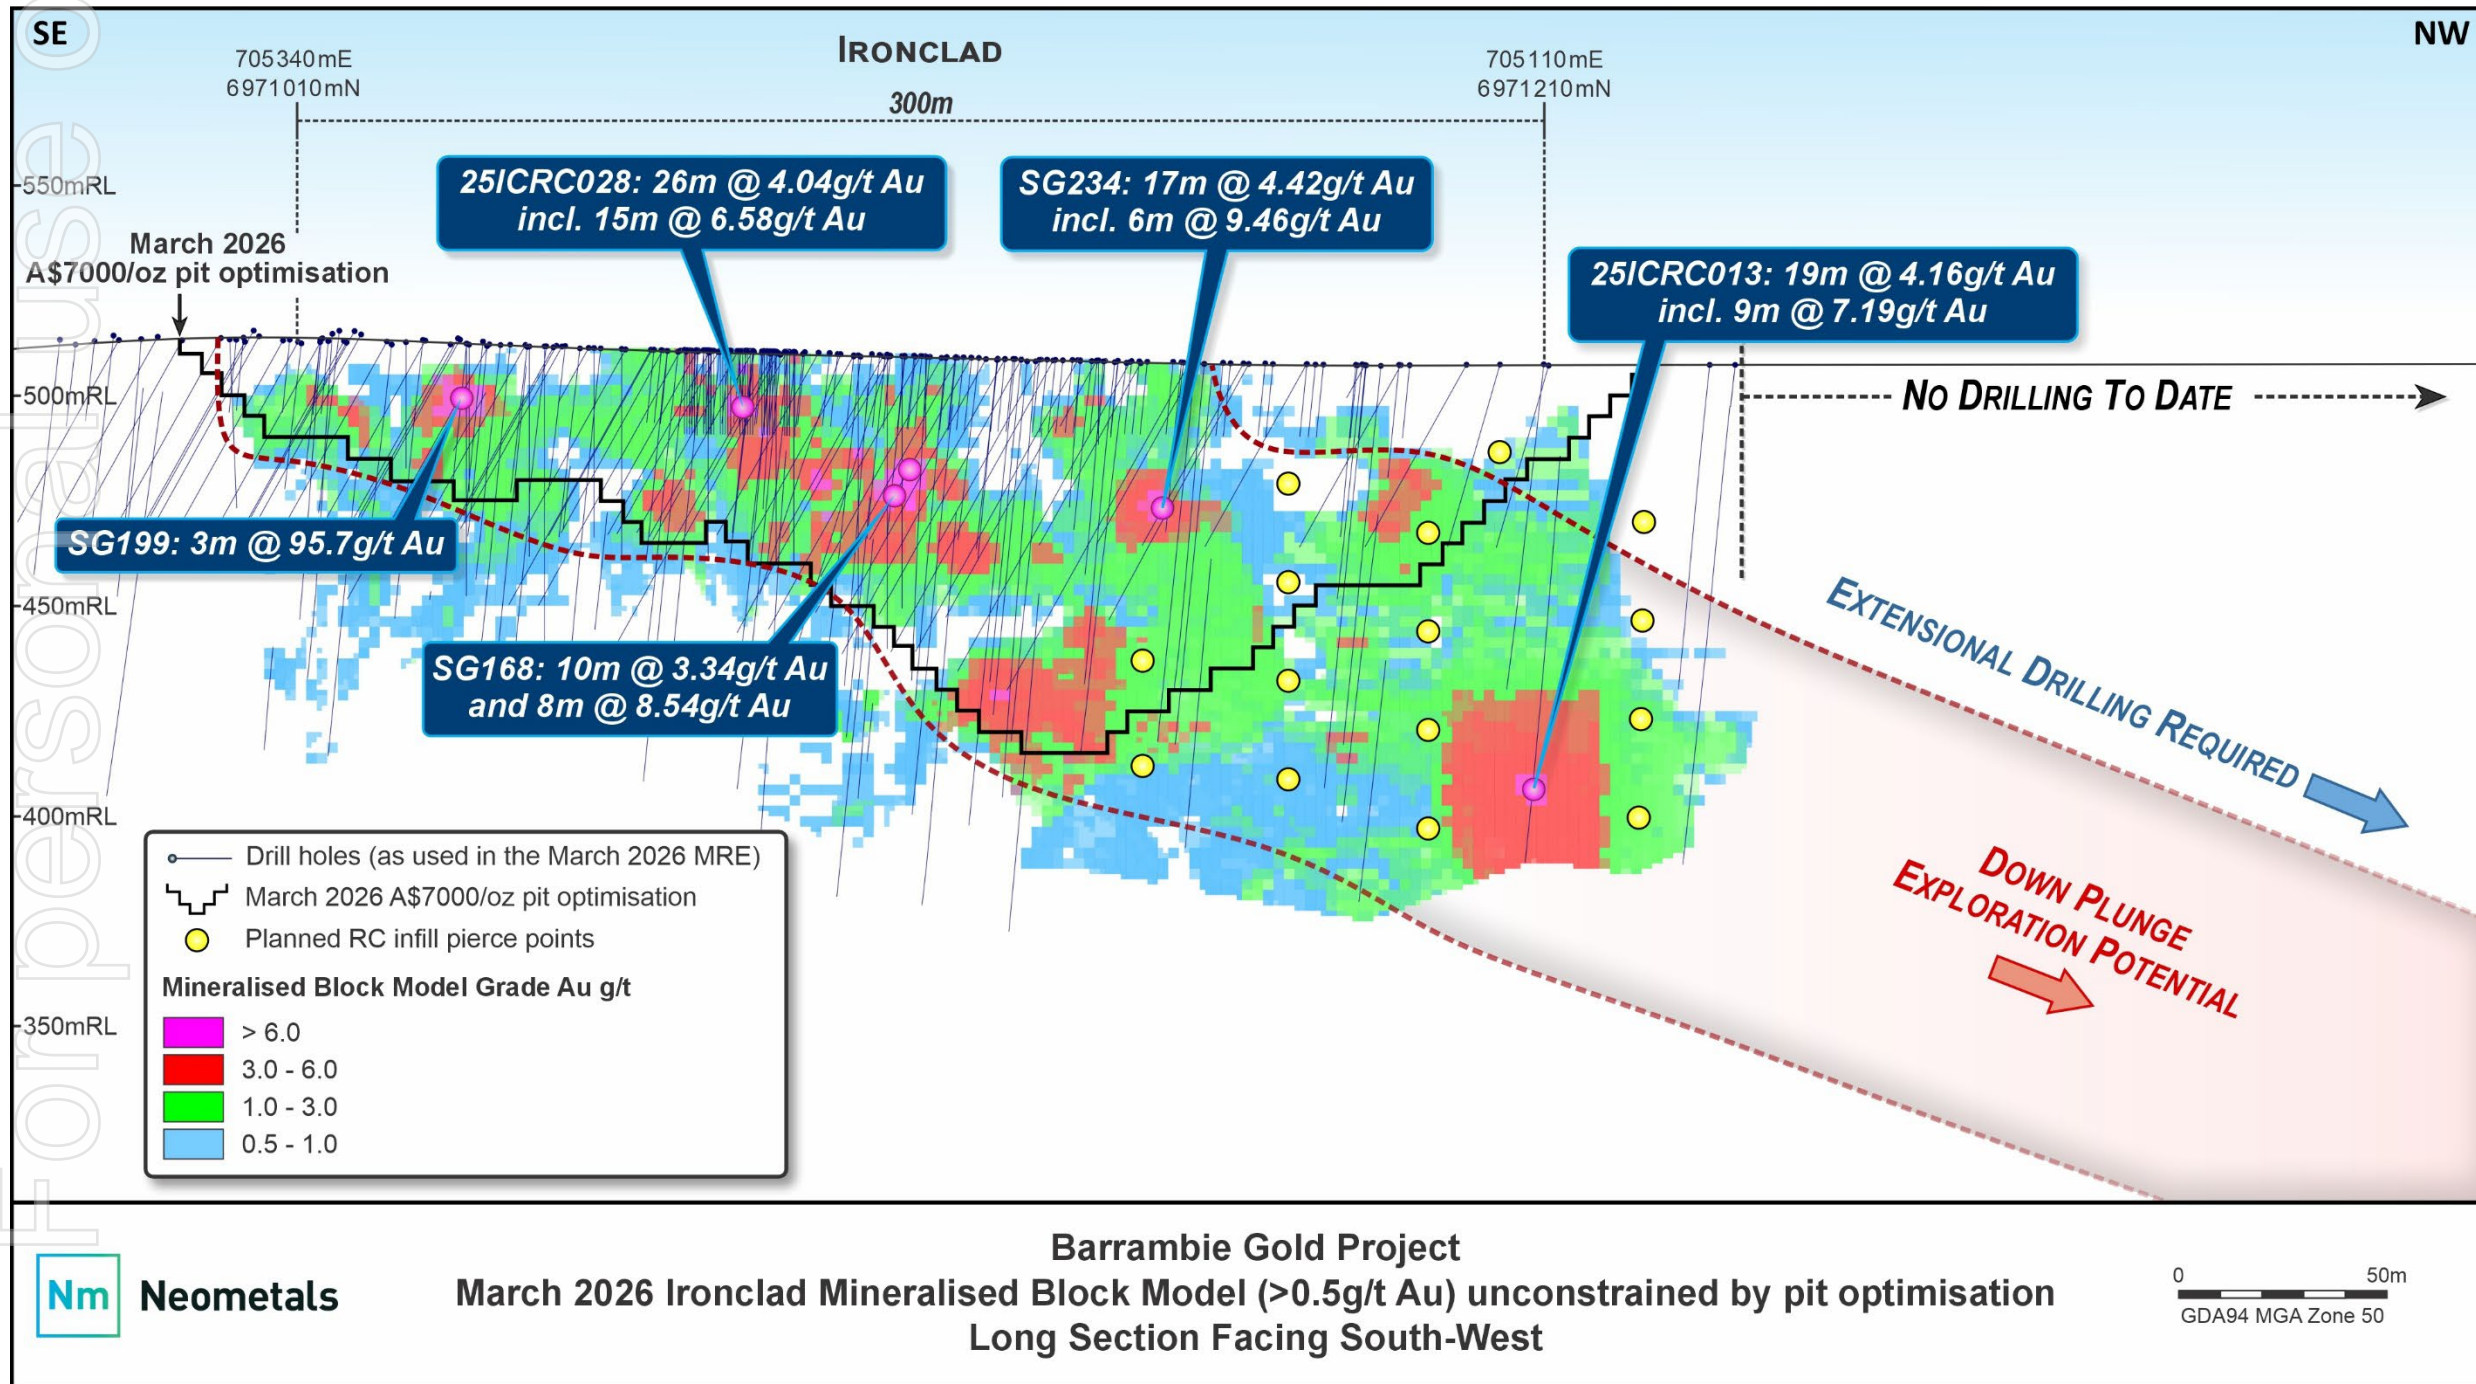 SE
NW
IRONCLAD
705340mE
6971010mN
705110mE
6971210mN
300m
550mRL
500mRL
450mRL
400mRL
350mRL
March 2026
A$7000/oz pit optimisation
25ICRC028: 26m @ 4.04g/t Au
incl. 15m @ 6.58g/t Au
SG234: 17m @ 4.42g/t Au
incl. 6m @ 9.46g/t Au
25ICRC013: 19m @ 4.16g/t Au
incl. 9m @ 7.19g/t Au
NO DRILLING TO DATE
SG199: 3m @ 95.7g/t Au
SG168: 10m @ 3.34g/t Au
and 8m @ 8.54g/t Au
EXTENSIONAL DRILLING REQUIRED
DOWN PLUNGE
EXPLORATION POTENTIAL
Drill holes (as used in the March 2026 MRE)
March 2026 A$7000/oz pit optimisation
Planned RC infill pierce points
Mineralised Block Model Grade Au g/t
> 6.0
3.0 - 6.0
1.0 - 3.0
0.5 - 1.0
For personal use o
Nm Neometals
Barrambie Gold Project
March 2026 Ironclad Mineralised Block Model (>0.5g/t Au) unconstrained by pit optimisation
Long Section Facing South-West
0 50m
GDA94 MGA Zone 50